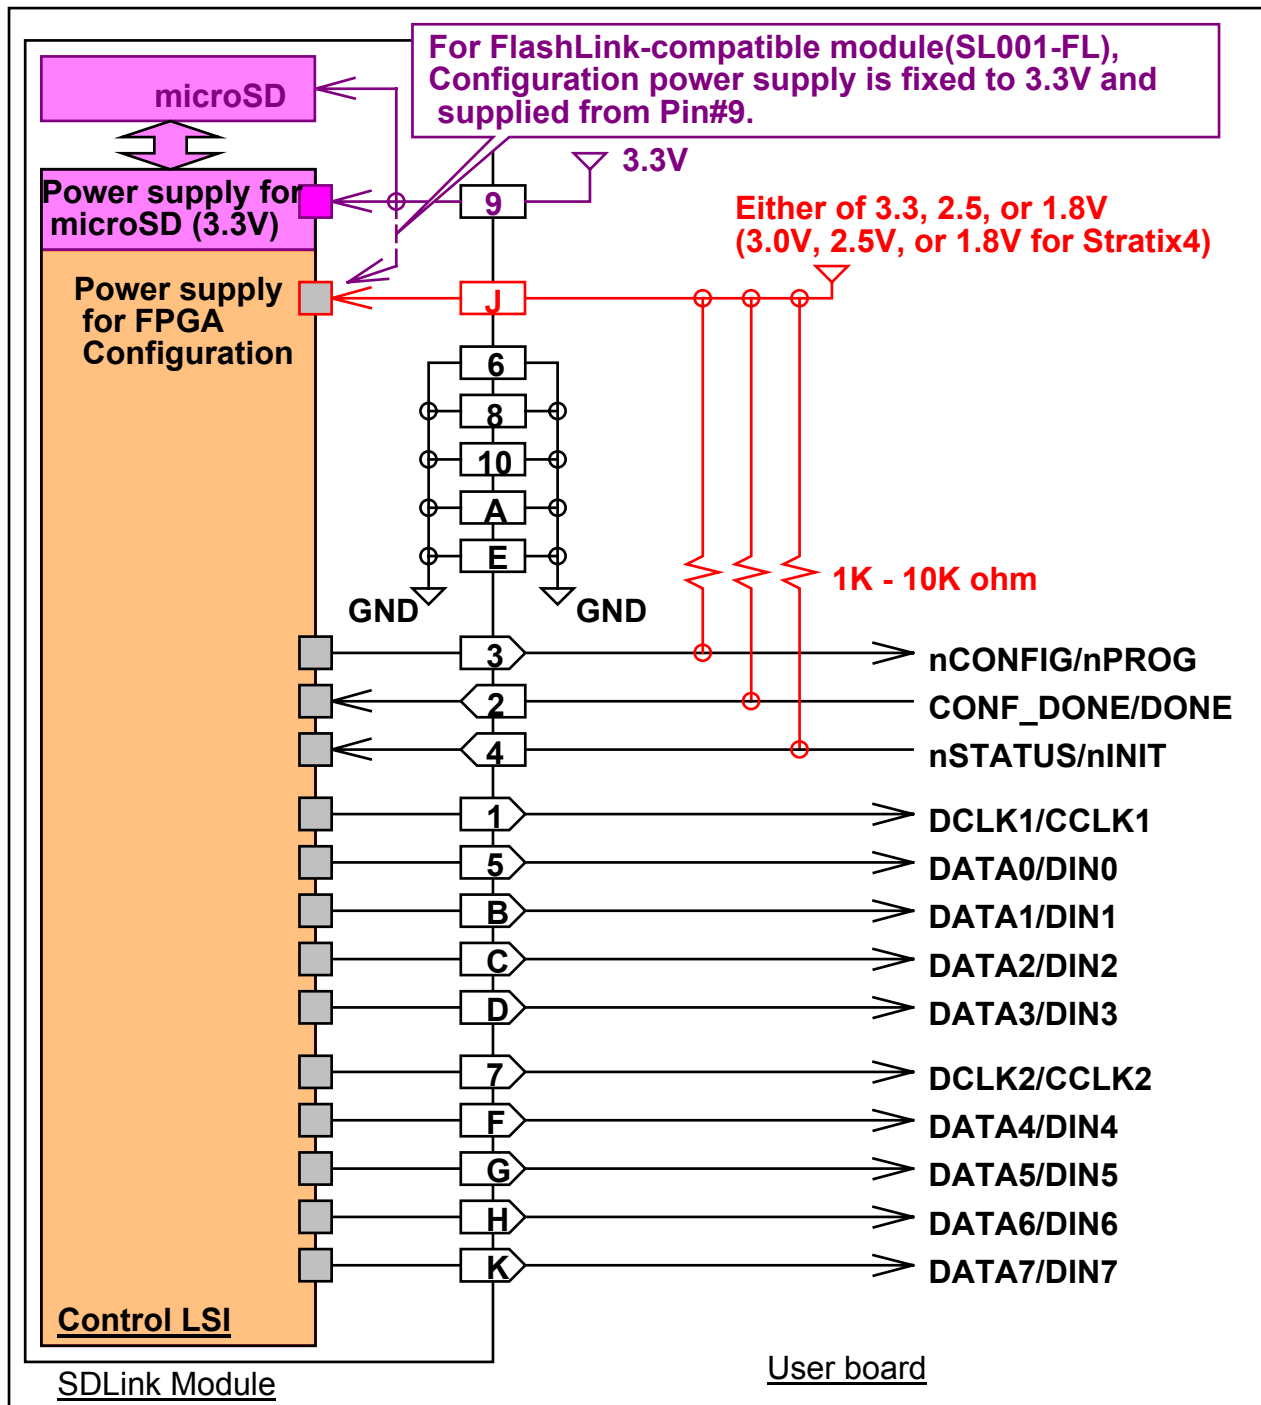 For FlashLink-compatible module(SL001-FL),
Configuration power supply is fixed to 3.3V and
supplied from Pin#9.
microSD
3.3V
Power supply for
microSD (3.3V)
9
Either of 3.3, 2.5, or 1.8V
(3.0V, 2.5V, or 1.8V for Stratix4)
Power supply
for FPGA
Configuration
J
6
8
10
A
E
1K - 10K ohm
GND
GND
3
nCONFIG/nPROG
2
CONF_DONE/DONE
4
nSTATUS/nINIT
1
DCLK1/CCLK1
5
DATA0/DIN0
B
DATA1/DIN1
C
DATA2/DIN2
D
DATA3/DIN3
7
DCLK2/CCLK2
F
DATA4/DIN4
G
DATA5/DIN5
H
DATA6/DIN6
K
DATA7/DIN7
Control LSI
SDLink Module
User board